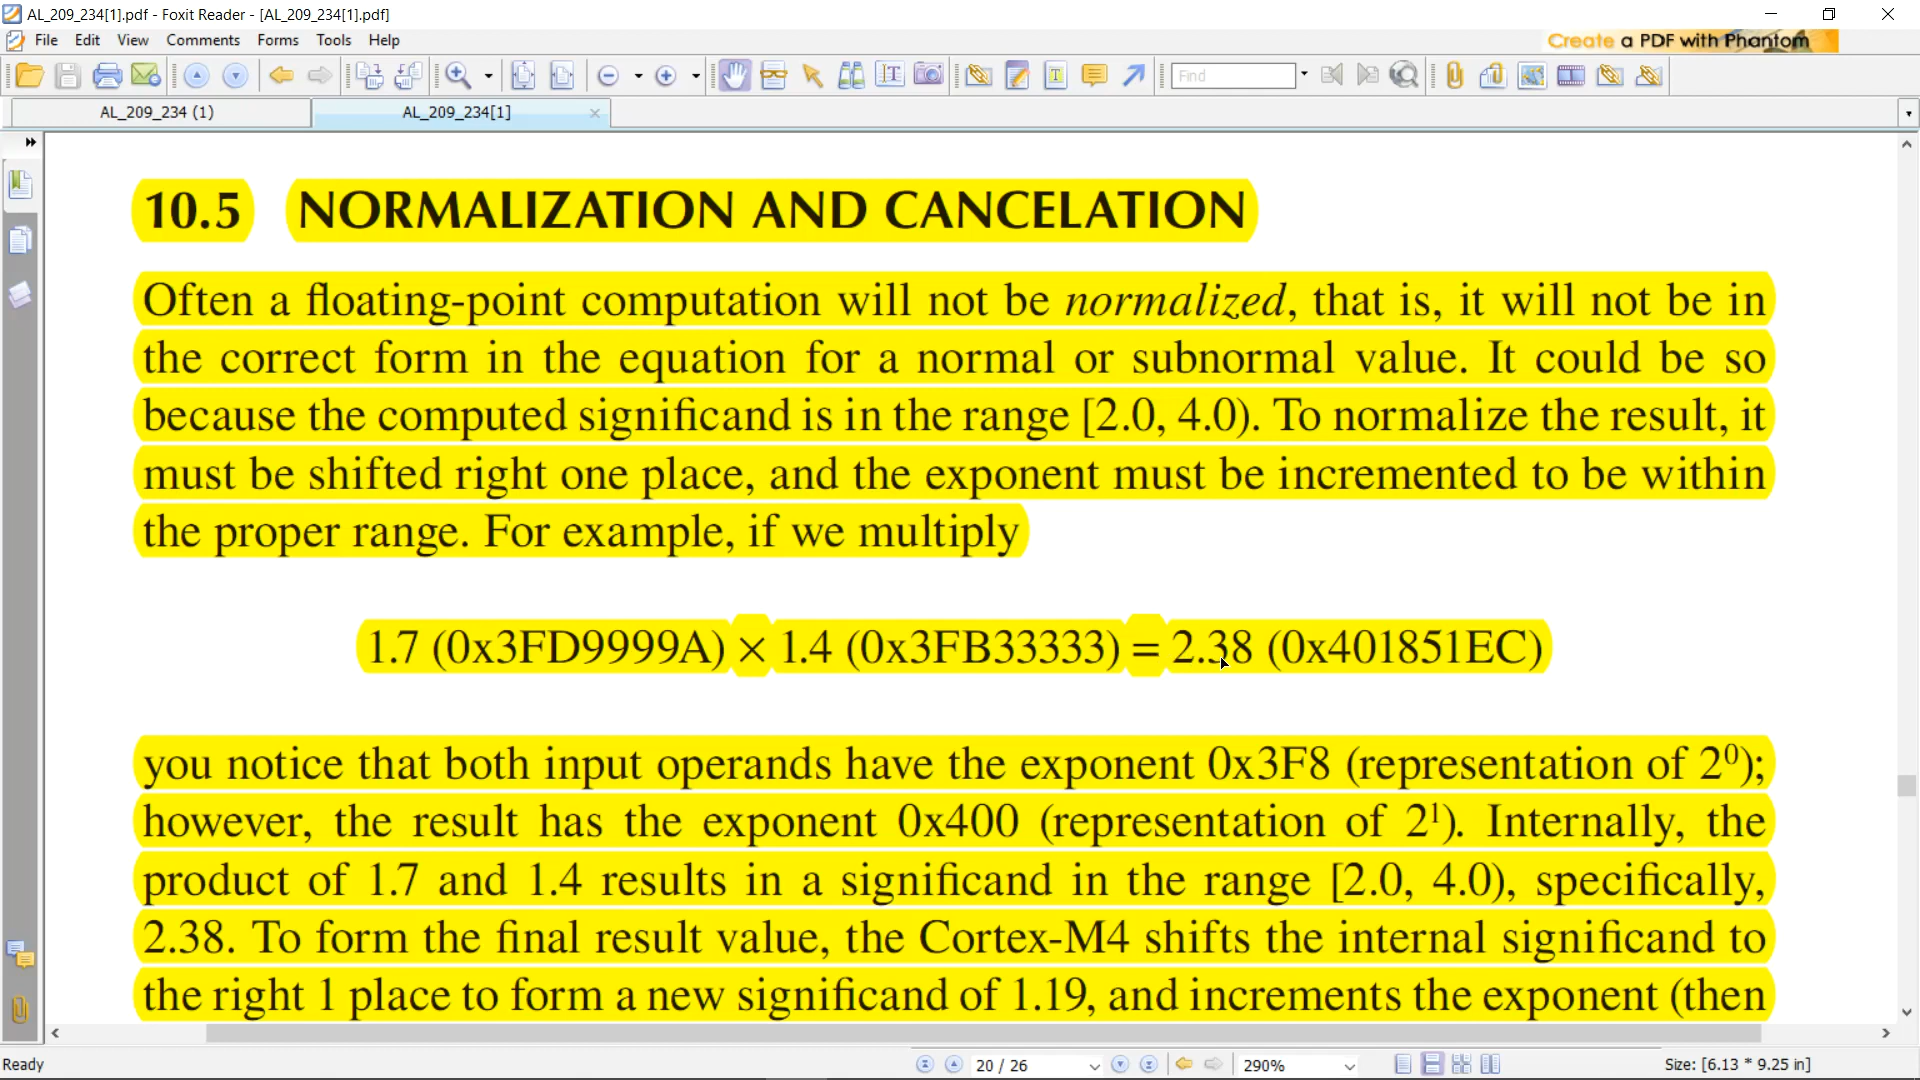 AL_209_234[1].pdf - Foxit Reader - [AL_209_234[1].pdf]
File Edit View Comments Forms Tools Help
Create a PDF with Phantom
Find
AL_209_234 (1)
AL_209_234[1]
10.5 NORMALIZATION AND CANCELATION
Often a floating-point computation will not be normalized, that is, it will not be in
the correct form in the equation for a normal or subnormal value. It could be so
because the computed significand is in the range [2.0, 4.0). To normalize the result, it
must be shifted right one place, and the exponent must be incremented to be within
the proper range. For example, if we multiply
1.7 (0x3FD9999A) × 1.4 (0x3FB33333) = 2.38 (0x401851EC)
you notice that both input operands have the exponent 0x3F8 (representation of 2⁰);
however, the result has the exponent 0x400 (representation of 2¹). Internally, the
product of 1.7 and 1.4 results in a significand in the range [2.0, 4.0), specifically,
2.38. To form the final result value, the Cortex-M4 shifts the internal significand to
the right 1 place to form a new significand of 1.19, and increments the exponent (then
Ready
20 / 26
290%
Size: [6.13 * 9.25 in]